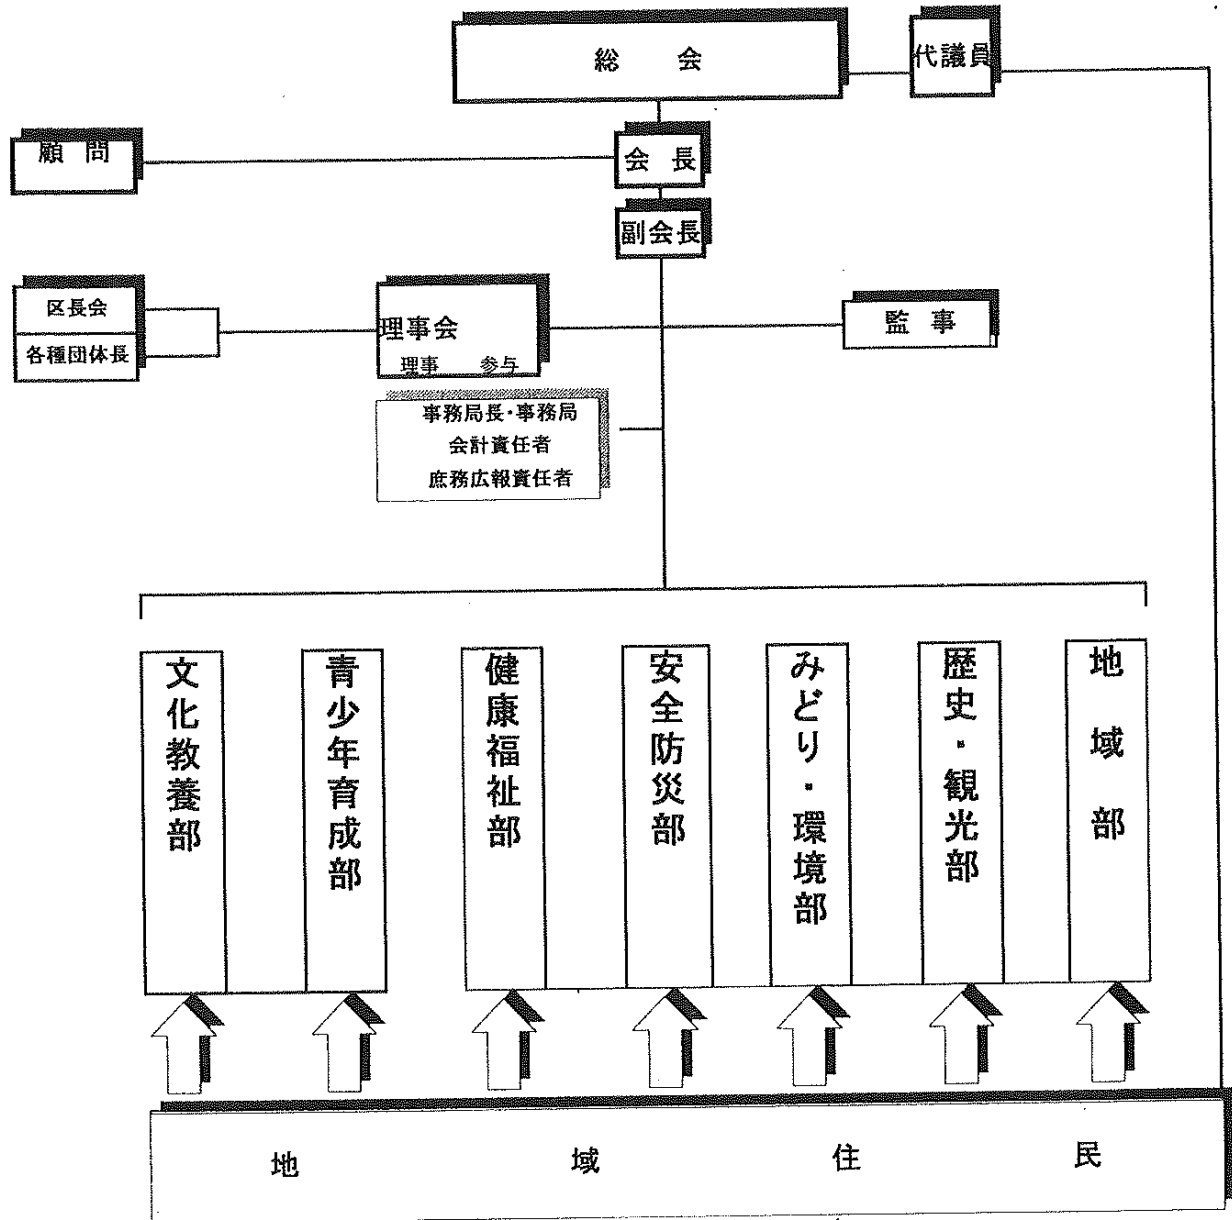 総 会
代議員
顧 問
会 長
副会長
区長会
各種団体長
理事会
理事 参与
監 事
事務局長・事務局
会計責任者
庶務広報責任者
文化教養部
青少年育成部
健康福祉部
安全防災部
みどり・環境部
歴史・観光部
地域部
地 域 住 民